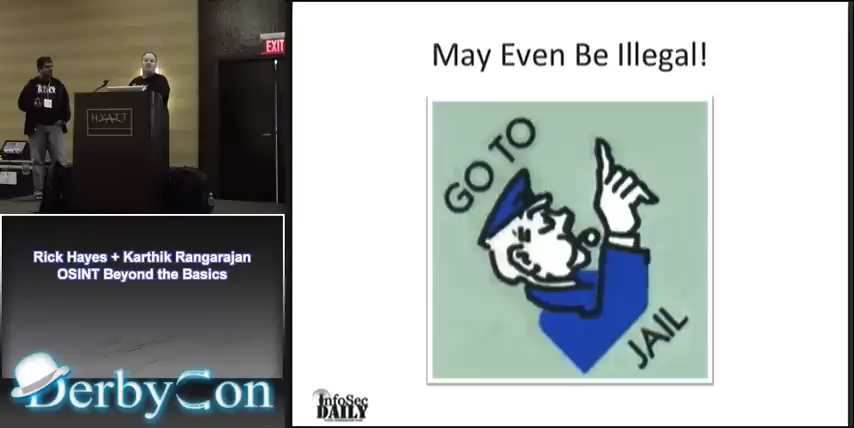 EXIT
HYATT
Rick Hayes + Karthik Rangarajan
OSINT Beyond the Basics
DerbyCon
May Even Be Illegal!
GO TO
JAIL
InfoSec
DAILY